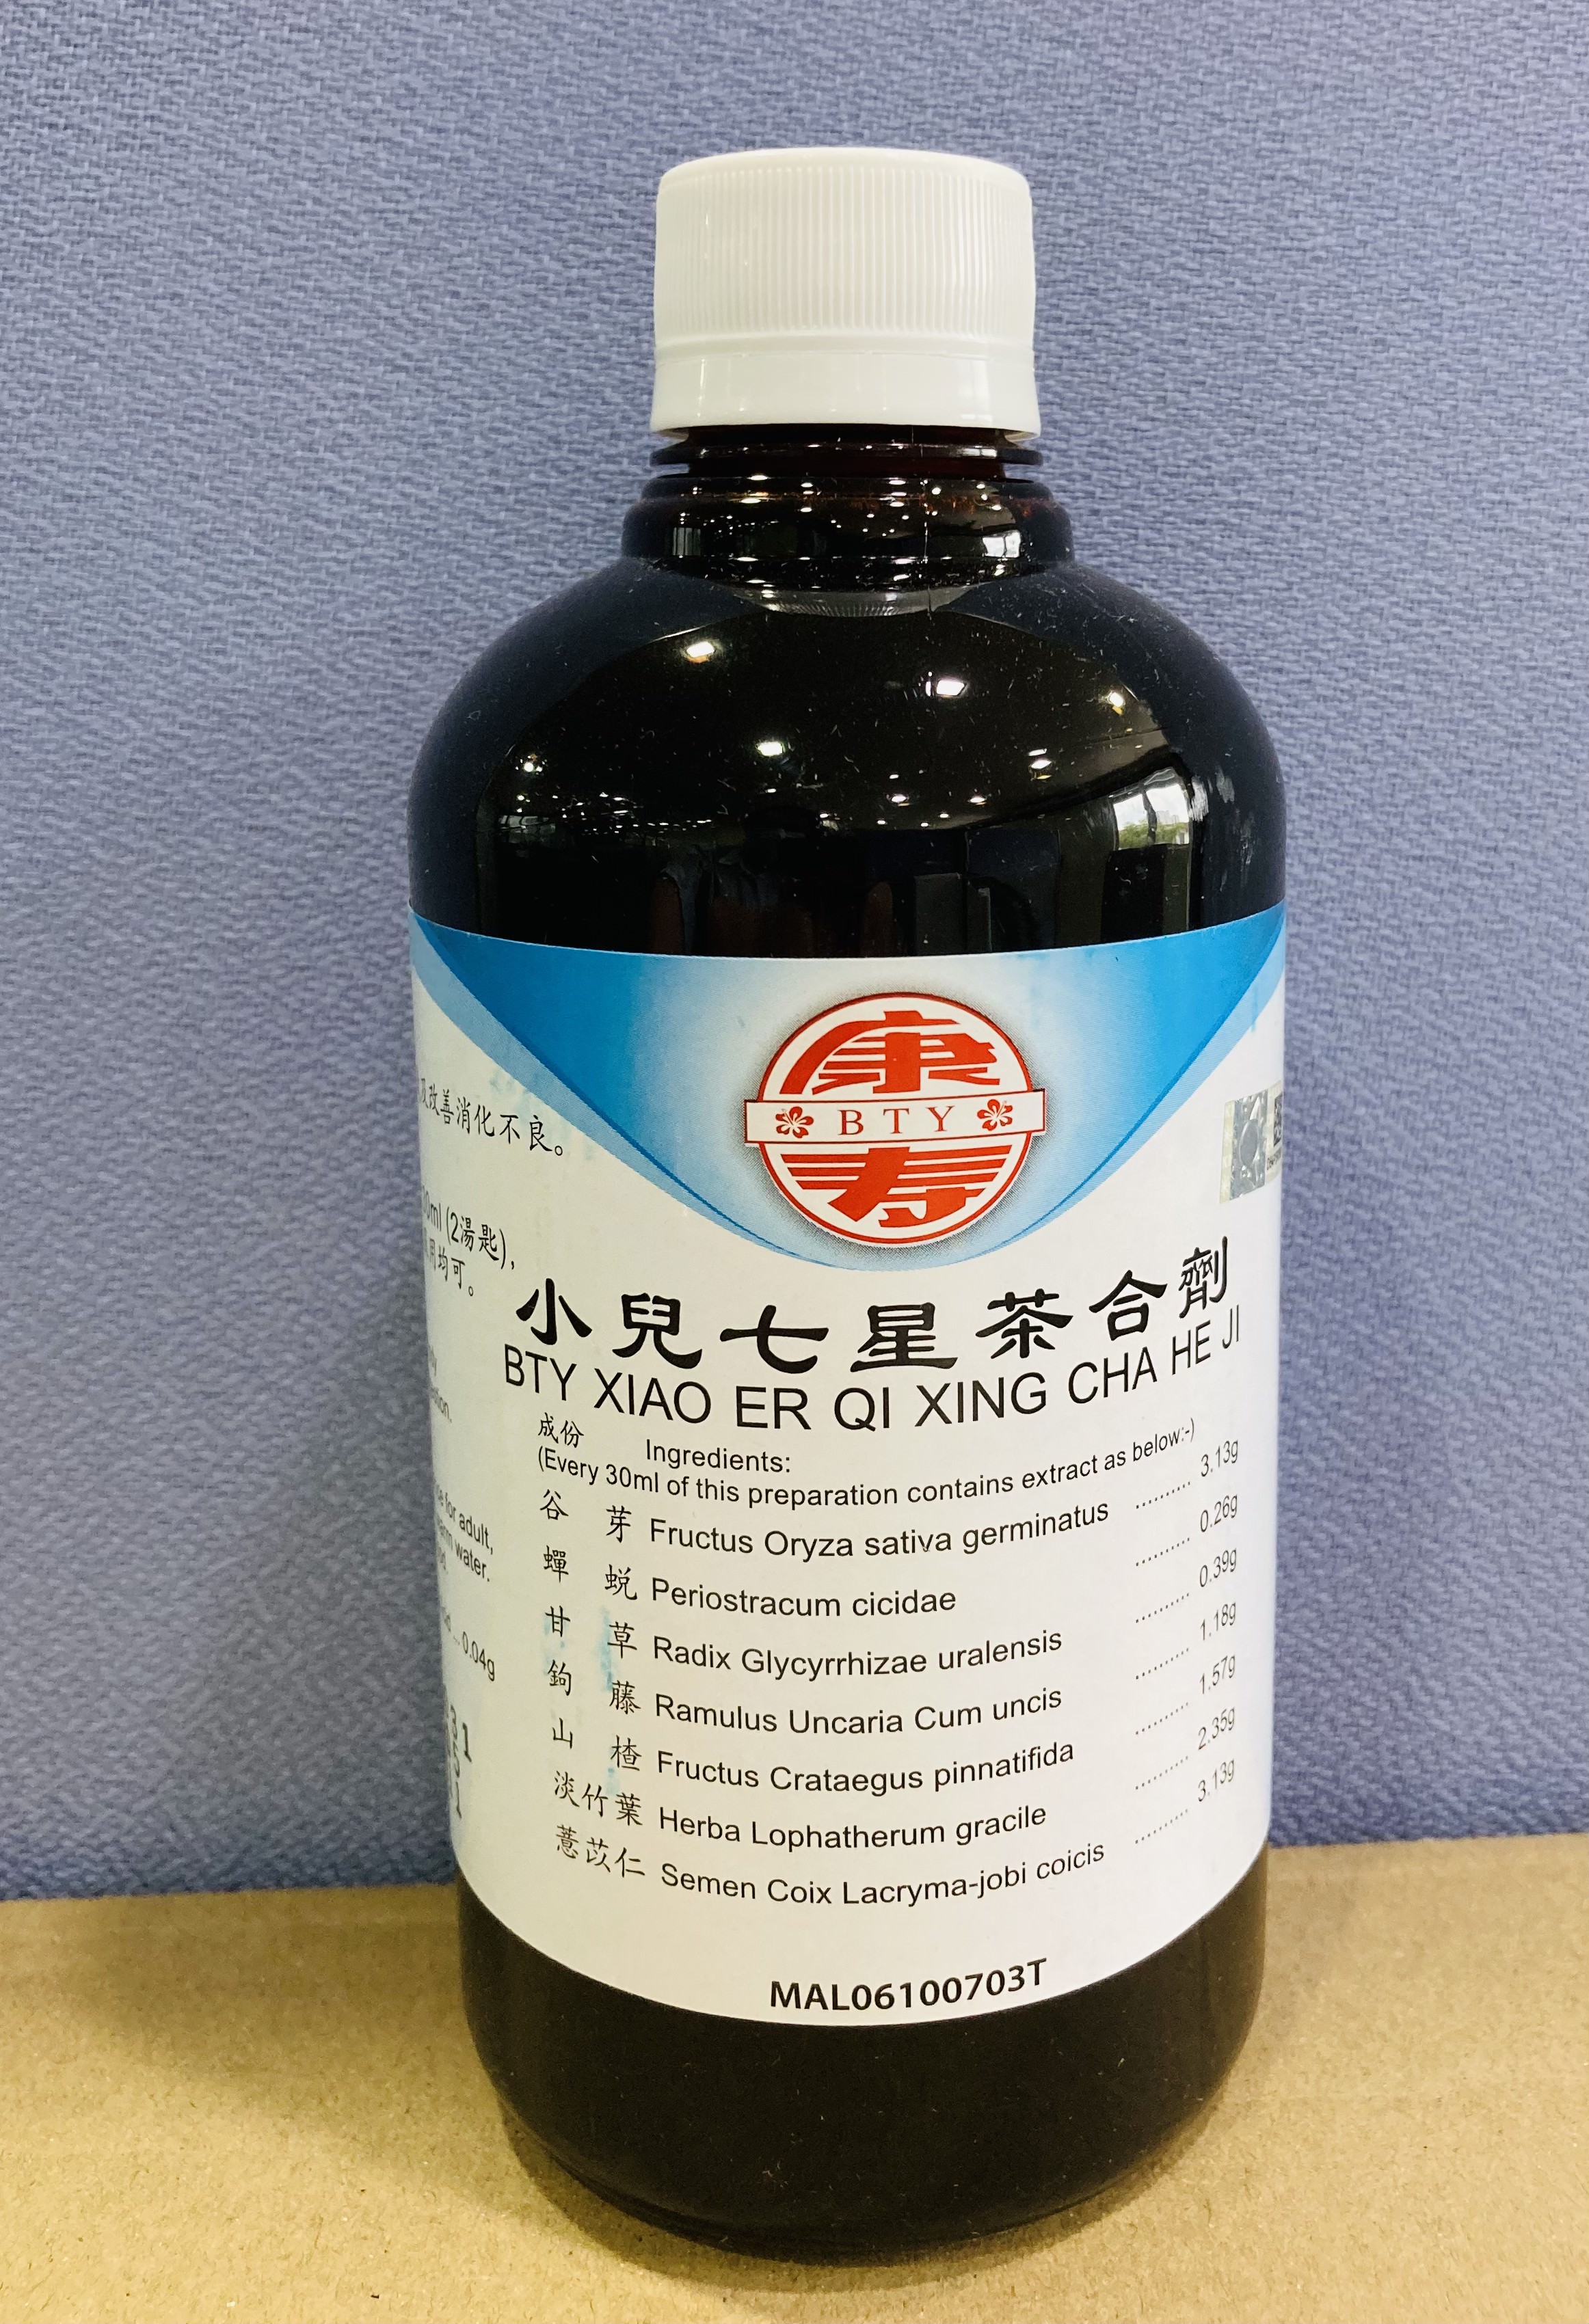 康
BTY
寿
改善消化不良。
ml (2湯匙),
均可。
小兒七星茶合劑
BTY XIAO ER QI XING CHA HE JI
成份 Ingredients:
(Every 30ml of this preparation contains extract as below:-)
谷芽 Fructus Oryza sativa germinatus .......... 3.13g
蟬蜕 Periostracum cicidae .......... 0.26g
甘草 Radix Glycyrrhizae uralensis .......... 0.39g
鈎藤 Ramulus Uncaria Cum uncis .......... 1.18g
山楂 Fructus Crataegus pinnatifida .......... 1.57g
淡竹葉 Herba Lophatherum gracile .......... 2.35g
薏苡仁 Semen Coix Lacryma-jobi coicis .......... 3.13g
for adult,
water.
0.04g
MAL06100703T